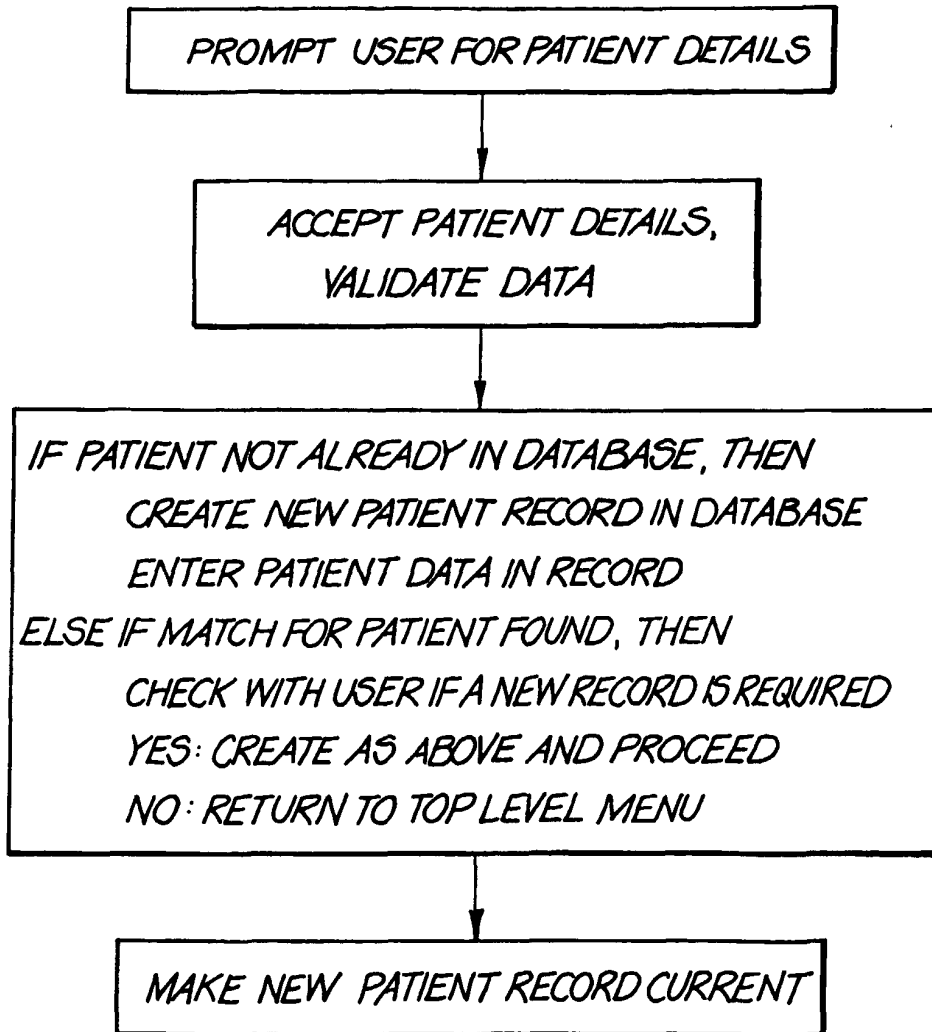 PROMPT USER FOR PATIENT DETAILS
ACCEPT PATIENT DETAILS,
VALIDATE DATA
IF PATIENT NOT ALREADY IN DATABASE, THEN
CREATE NEW PATIENT RECORD IN DATABASE
ENTER PATIENT DATA IN RECORD
ELSE IF MATCH FOR PATIENT FOUND, THEN
CHECK WITH USER IF A NEW RECORD IS REQUIRED
YES: CREATE AS ABOVE AND PROCEED
NO: RETURN TO TOP LEVEL MENU
MAKE NEW PATIENT RECORD CURRENT